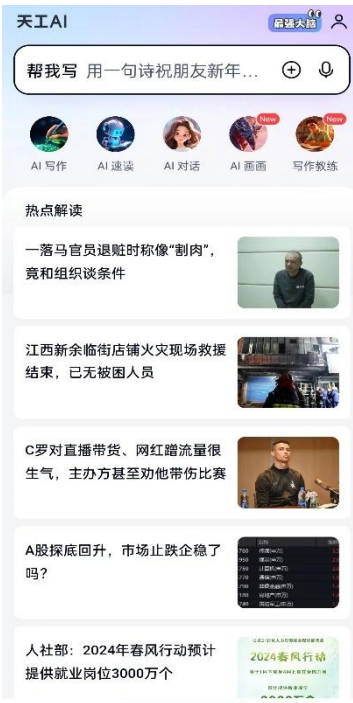 天工AI
最强大脑
帮我写 用一句诗祝朋友新年...
New
New
AI 写作
AI 速读
AI 对话
AI 画画
写作教练
热点解读
一落马官员退赃时称像“割肉”，
竟和组织谈条件
江西新余临街店铺火灾现场救援
结束，已无被困人员
C罗对直播带货、网红蹭流量很
生气，主办方甚至劝他带伤比赛
A股探底回升，市场止跌企稳了
吗？
人社部：2024年春风行动预计
提供就业岗位3000万个
2024春风行动